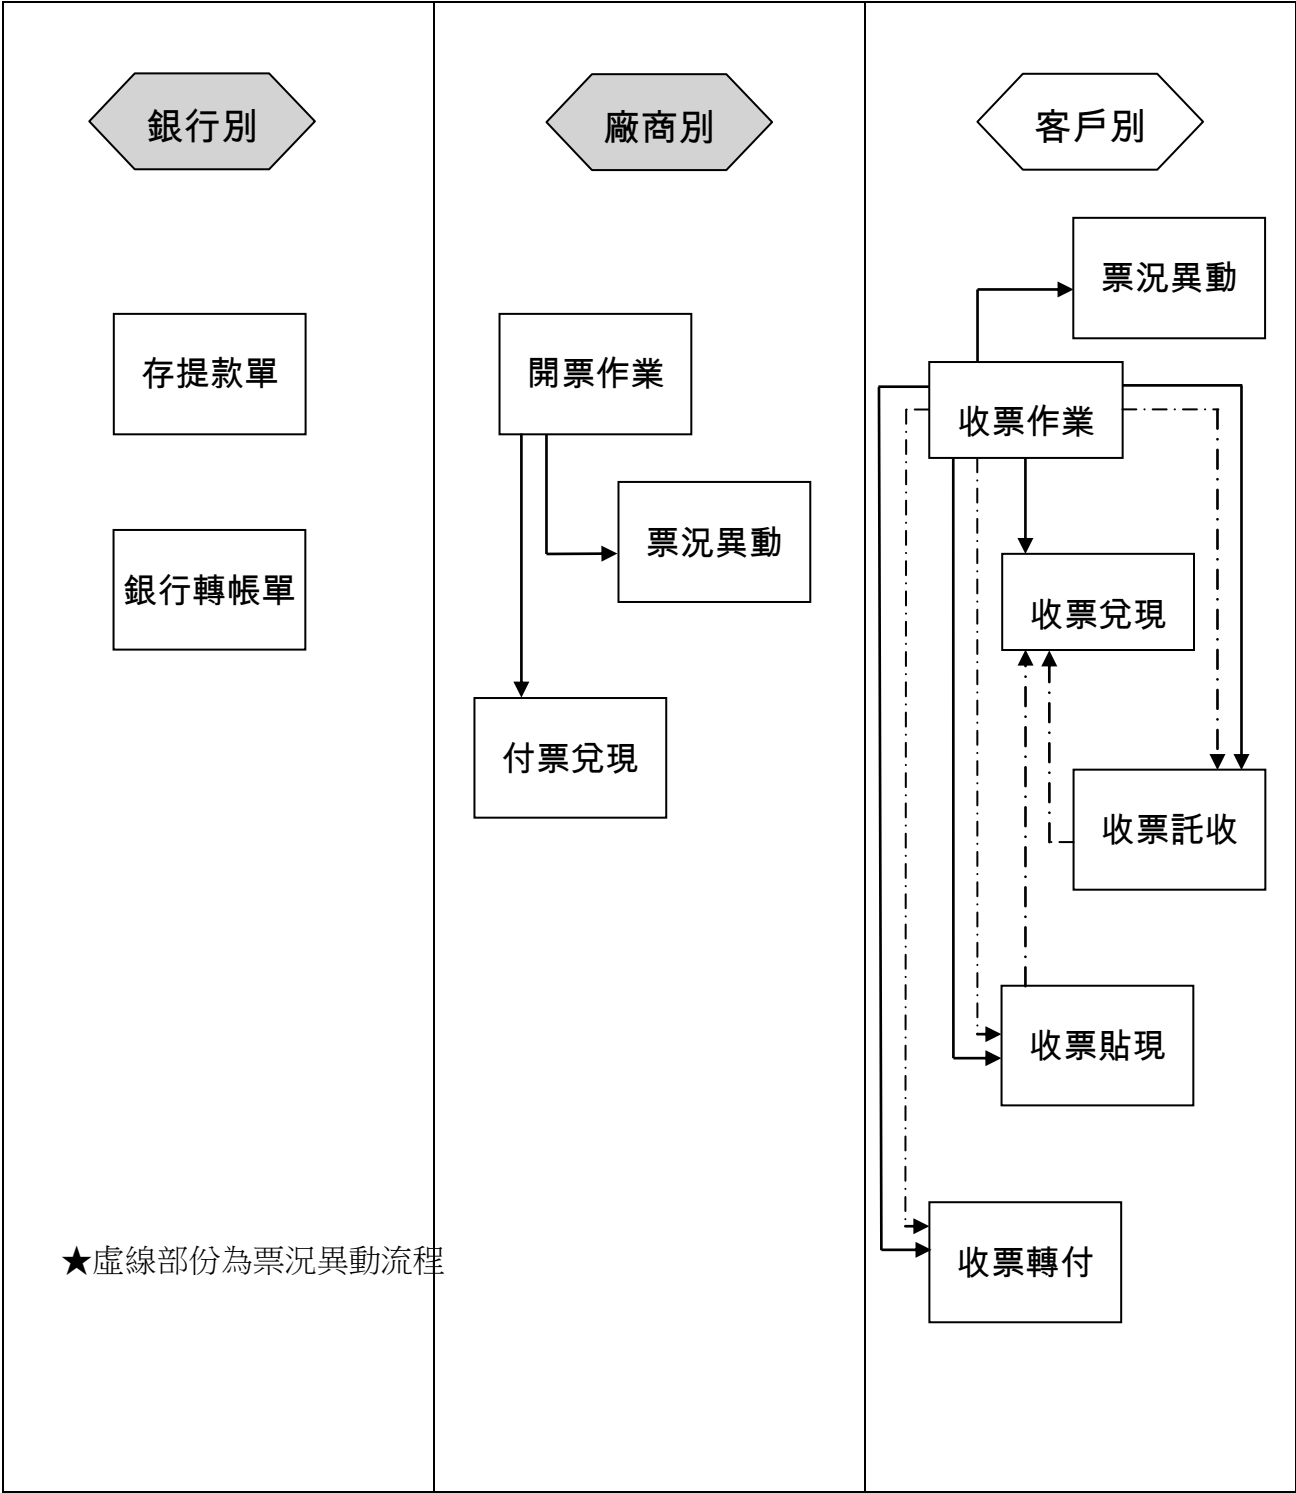 銀行別
廠商別
客戶別
票況異動
存提款單
開票作業
收票作業
票況異動
銀行轉帳單
收票兌現
付票兌現
收票託收
收票貼現
★虛線部份為票況異動流程
收票轉付